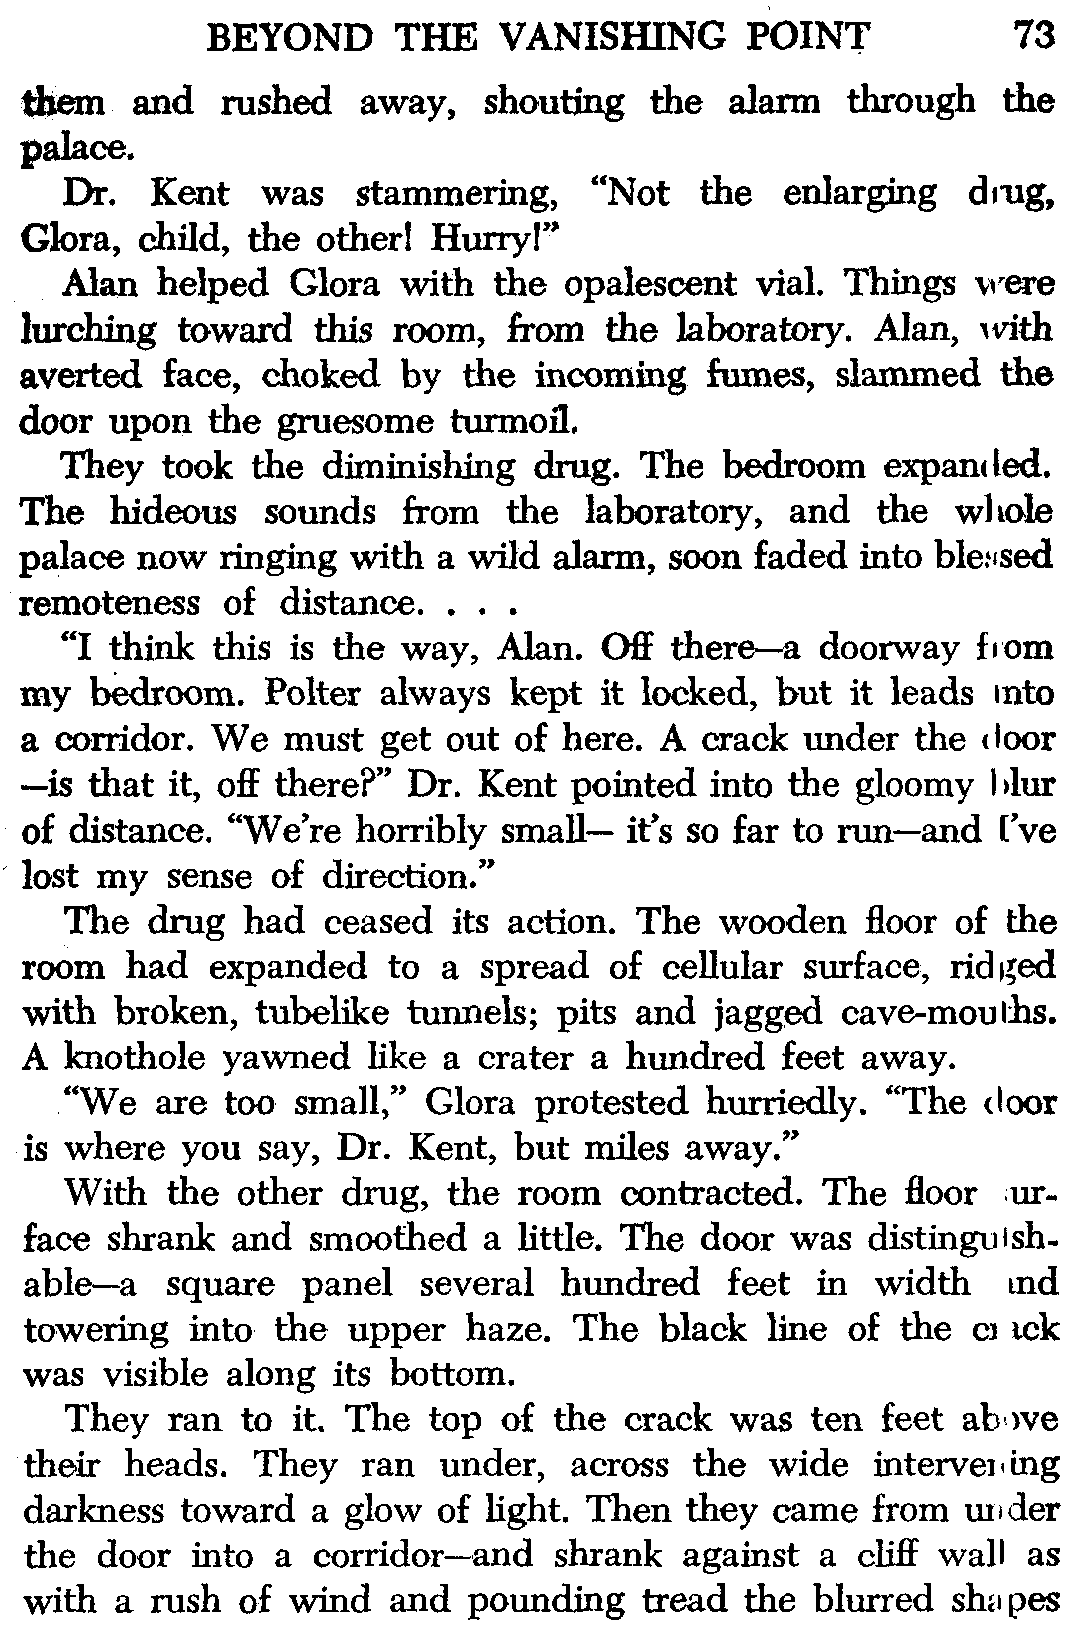 BEYOND THE VANISHING POINT 73
them and rushed away, shouting the alarm through the
palace.
Dr. Kent was stammering, “Not the enlarging drug,
Glora, child, the other! Hurry!”
Alan helped Glora with the opalescent vial. Things were
lurching toward this room, from the laboratory. Alan, with
averted face, choked by the incoming fumes, slammed the
door upon the gruesome turmoil.
They took the diminishing drug. The bedroom expanded.
The hideous sounds from the laboratory, and the whole
palace now ringing with a wild alarm, soon faded into blessed
remoteness of distance. . . .
“I think this is the way, Alan. Off there—a doorway from
my bedroom. Polter always kept it locked, but it leads into
a corridor. We must get out of here. A crack under the door
—is that it, off there?” Dr. Kent pointed into the gloomy blur
of distance. “We’re horribly small— it’s so far to run—and I’ve
lost my sense of direction.”
The drug had ceased its action. The wooden floor of the
room had expanded to a spread of cellular surface, ridged
with broken, tubelike tunnels; pits and jagged cave-mouths.
A knothole yawned like a crater a hundred feet away.
“We are too small,” Glora protested hurriedly. “The door
is where you say, Dr. Kent, but miles away.”
With the other drug, the room contracted. The floor sur-
face shrank and smoothed a little. The door was distinguish-
able—a square panel several hundred feet in width and
towering into the upper haze. The black line of the crack
was visible along its bottom.
They ran to it. The top of the crack was ten feet above
their heads. They ran under, across the wide intervening
darkness toward a glow of light. Then they came from under
the door into a corridor—and shrank against a cliff wall as
with a rush of wind and pounding tread the blurred shapes